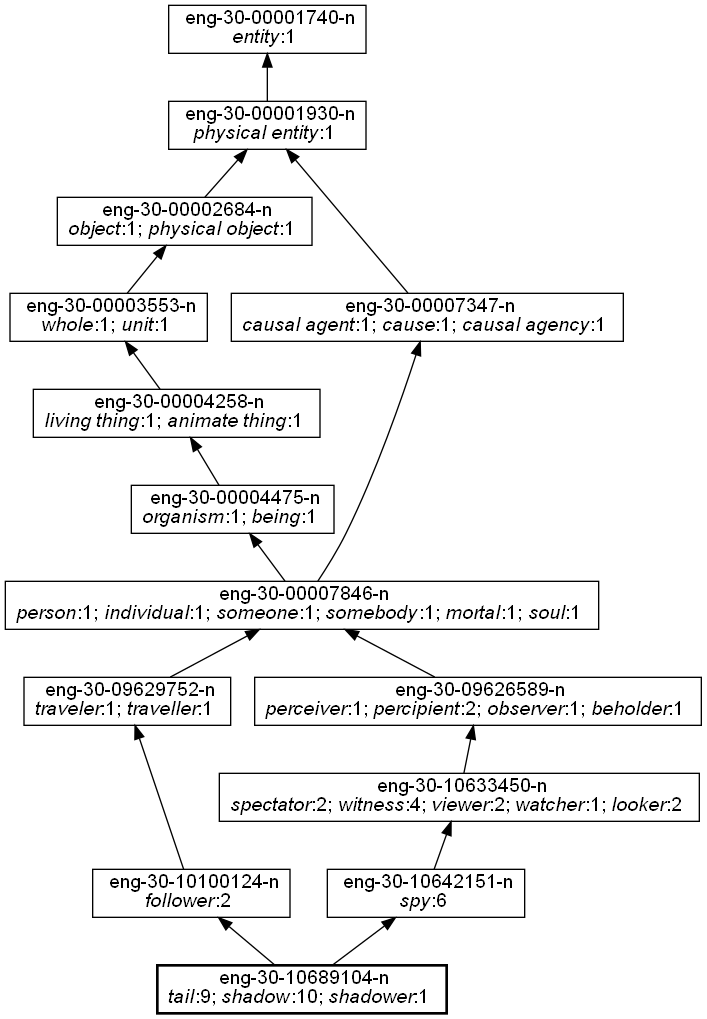 eng-30-00001740-n
entity:1
eng-30-00001930-n
physical entity:1
eng-30-00002684-n
object:1; physical object:1
eng-30-00003553-n
whole:1; unit:1
eng-30-00007347-n
causal agent:1; cause:1; causal agency:1
eng-30-00004258-n
living thing:1; animate thing:1
eng-30-00004475-n
organism:1; being:1
eng-30-00007846-n
person:1; individual:1; someone:1; somebody:1; mortal:1; soul:1
eng-30-09629752-n
traveler:1; traveller:1
eng-30-09626589-n
perceiver:1; percipient:2; observer:1; beholder:1
eng-30-10633450-n
spectator:2; witness:4; viewer:2; watcher:1; looker:2
eng-30-10100124-n
follower:2
eng-30-10642151-n
spy:6
eng-30-10689104-n
tail:9; shadow:10; shadower:1